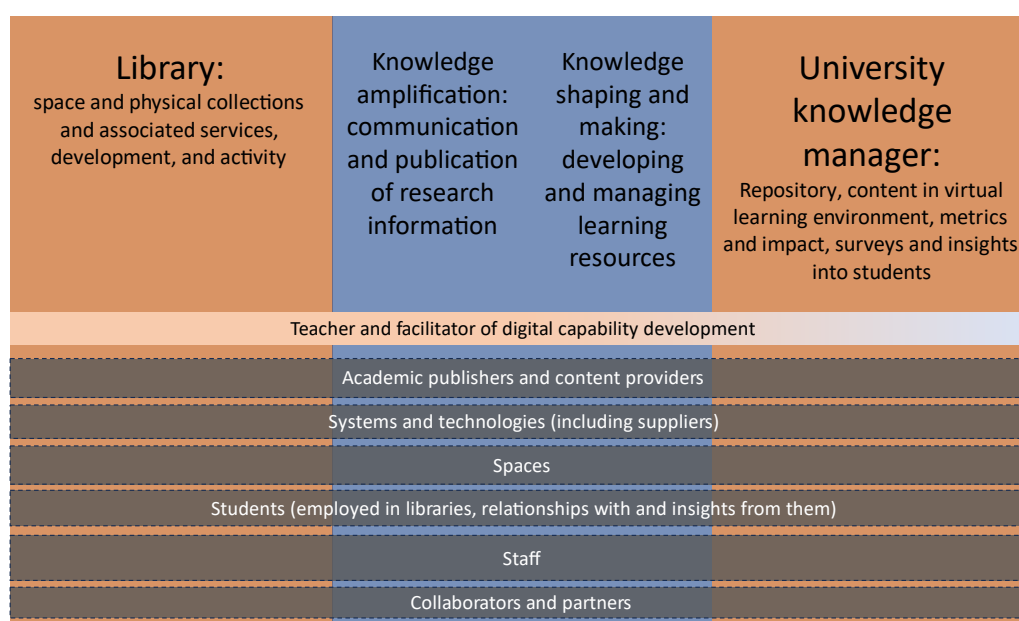 Library:
space and physical collections
and associated services,
development, and activity
Knowledge
amplification:
communication
and publication
of research
information
Knowledge
shaping and
making:
developing
and managing
learning
resources
University
knowledge
manager:
Repository, content in virtual
learning environment, metrics
and impact, surveys and insights
into students
Teacher and facilitator of digital capability development
Academic publishers and content providers
Systems and technologies (including suppliers)
Spaces
Students (employed in libraries, relationships with and insights from them)
Staff
Collaborators and partners